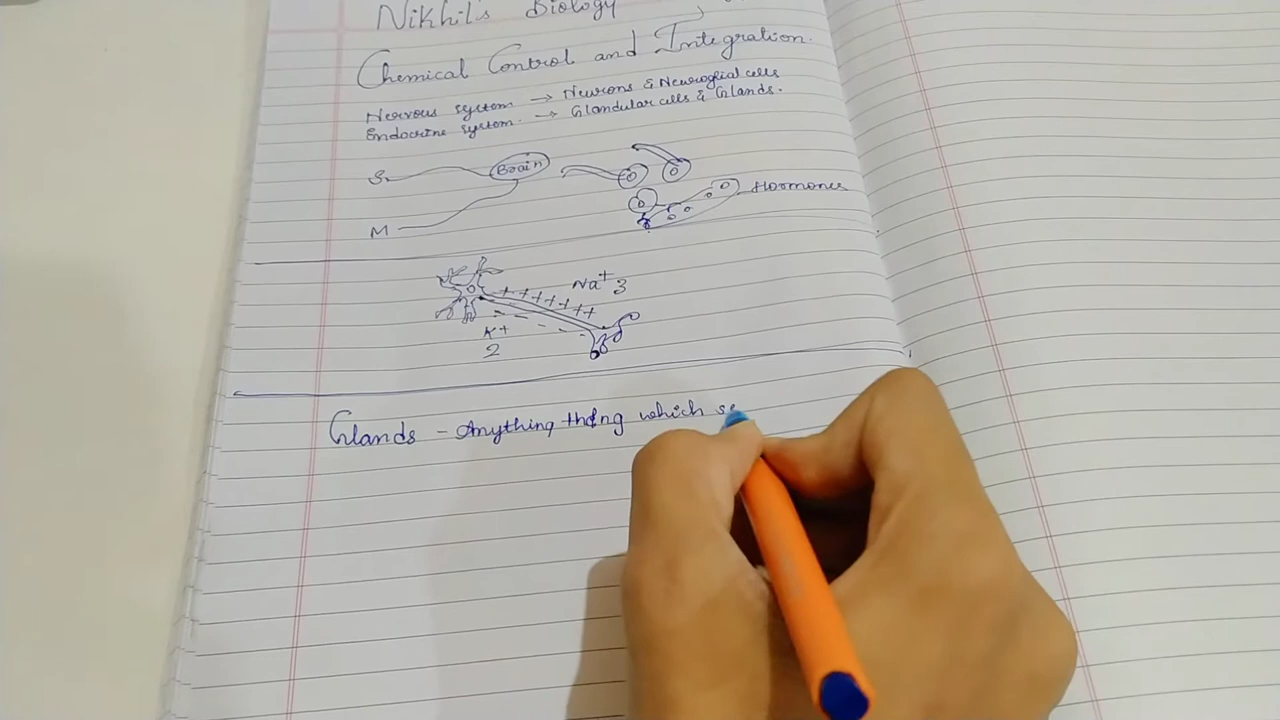 Nikhil's Biology
Chemical Control and Integration.
Nervous system → Neurons & Neuroglial cells
Endocrine system. → Glandular cells & Glands.
S
Brain
Hormones
M
Na+ 3
+ + + + + + +
K+
2
Glands - Anything thing which se